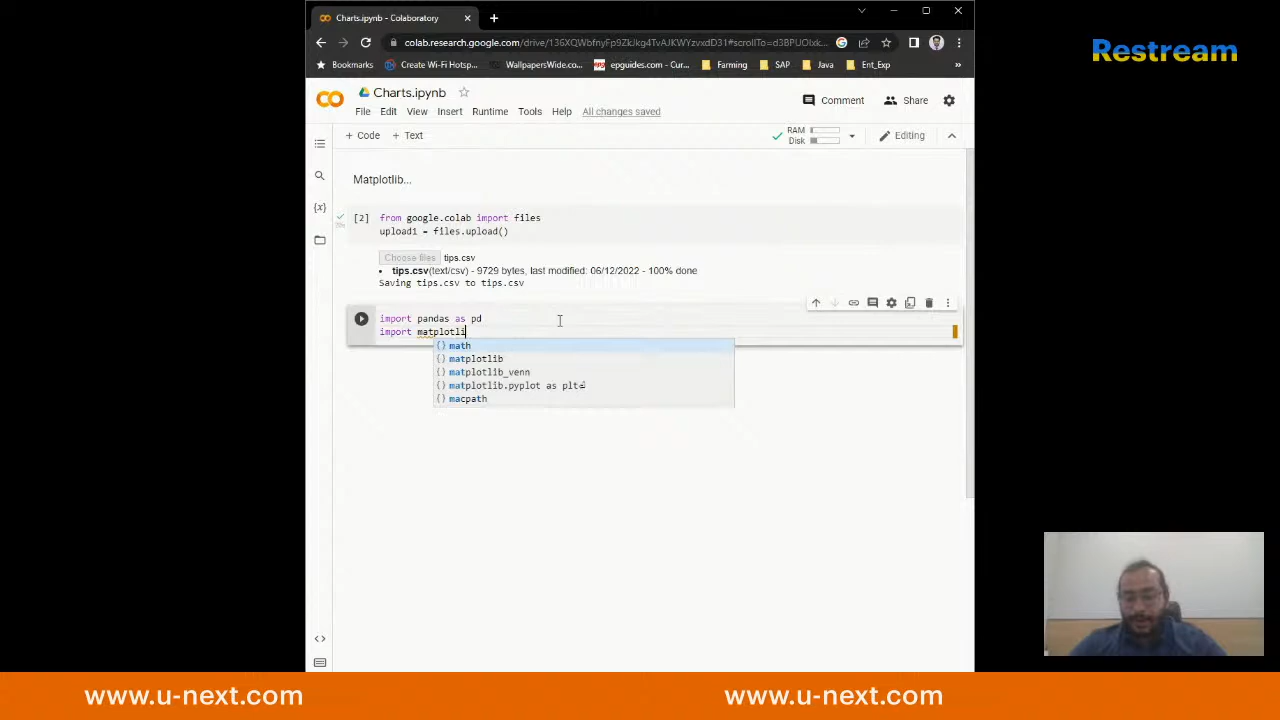 Charts.ipynb - Colaboratory
colab.research.google.com/drive/136XQWbfnyFp9ZkJkg4TvAJKWYzvxdD31#scrollTo=d3BPUOlxk...
Bookmarks
Create Wi-Fi Hotsp...
WallpapersWide.co...
epguides.com - Cur...
Farming
SAP
Java
Ent_Exp
»
Restream
Charts.ipynb
Comment
Share
File Edit View Insert Runtime Tools Help All changes saved
+ Code + Text
RAM
Disk
Editing
Matplotlib...
[2] from google.colab import files
upload1 = files.upload()
Choose files tips.csv
• tips.csv(text/csv) - 9729 bytes, last modified: 06/12/2022 - 100% done
Saving tips.csv to tips.csv
import pandas as pd
import matplotli
{} math
{} matplotlib
{} matplotlib_venn
{} matplotlib.pyplot as plt⏎
{} macpath
www.u-next.com
www.u-next.com